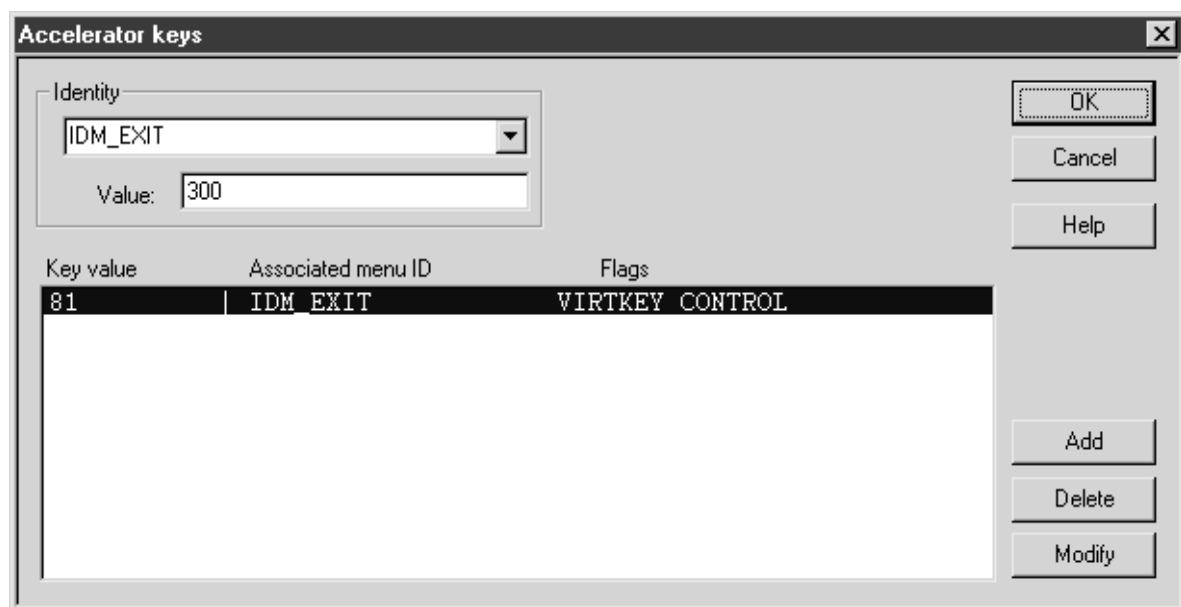 Accelerator keys
Identity
IDM_EXIT
Value: 300
OK
Cancel
Help
Key value Associated menu ID Flags
81 | IDM_EXIT VIRTKEY CONTROL
Add
Delete
Modify